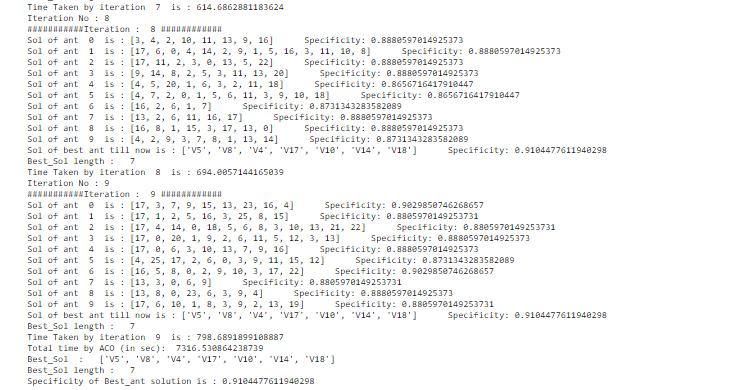 Time Taken by iteration  7  is : 614.6862881183624
Iteration No : 8
###########Iteration :  8 ############
Sol of ant  0  is : [3, 4, 2, 10, 11, 13, 9, 16]      Specificity: 0.8880597014925373
Sol of ant  1  is : [17, 6, 0, 4, 14, 2, 9, 1, 5, 16, 3, 11, 10, 8]      Specificity: 0.8880597014925373
Sol of ant  2  is : [17, 11, 2, 3, 0, 13, 5, 22]      Specificity: 0.8880597014925373
Sol of ant  3  is : [9, 14, 8, 2, 5, 3, 11, 13, 20]      Specificity: 0.8880597014925373
Sol of ant  4  is : [4, 5, 20, 1, 6, 3, 2, 11, 18]      Specificity: 0.8656716417910447
Sol of ant  5  is : [4, 7, 2, 0, 1, 5, 6, 11, 3, 9, 10, 18]      Specificity: 0.8656716417910447
Sol of ant  6  is : [16, 2, 6, 1, 7]      Specificity: 0.8731343283582089
Sol of ant  7  is : [13, 2, 6, 11, 16, 17]      Specificity: 0.8880597014925373
Sol of ant  8  is : [16, 8, 1, 15, 3, 17, 13, 0]      Specificity: 0.8880597014925373
Sol of ant  9  is : [4, 2, 9, 3, 7, 8, 1, 13, 14]      Specificity: 0.8731343283582089
Sol of best ant till now is : ['V5', 'V8', 'V4', 'V17', 'V10', 'V14', 'V18']      Specificity: 0.9104477611940298
Best_Sol length :   7
Time Taken by iteration  8  is : 694.0057144165039
Iteration No : 9
###########Iteration :  9 ############
Sol of ant  0  is : [17, 3, 7, 9, 15, 13, 23, 16, 4]      Specificity: 0.9029850746268657
Sol of ant  1  is : [17, 1, 2, 5, 16, 3, 25, 8, 15]      Specificity: 0.8805970149253731
Sol of ant  2  is : [17, 4, 14, 0, 18, 5, 6, 8, 3, 10, 13, 21, 22]      Specificity: 0.8805970149253731
Sol of ant  3  is : [17, 0, 20, 1, 9, 2, 6, 11, 5, 12, 3, 13]      Specificity: 0.8880597014925373
Sol of ant  4  is : [17, 0, 6, 3, 10, 13, 7, 9, 16]      Specificity: 0.8880597014925373
Sol of ant  5  is : [4, 25, 17, 2, 6, 0, 3, 9, 11, 15, 12]      Specificity: 0.8731343283582089
Sol of ant  6  is : [16, 5, 8, 0, 2, 9, 10, 3, 17, 22]      Specificity: 0.9029850746268657
Sol of ant  7  is : [13, 3, 0, 6, 9]      Specificity: 0.8805970149253731
Sol of ant  8  is : [13, 8, 0, 23, 6, 3, 9, 4]      Specificity: 0.8880597014925373
Sol of ant  9  is : [17, 6, 10, 1, 8, 3, 9, 2, 13, 19]      Specificity: 0.8805970149253731
Sol of best ant till now is : ['V5', 'V8', 'V4', 'V17', 'V10', 'V14', 'V18']      Specificity: 0.9104477611940298
Best_Sol length :   7
Time Taken by iteration  9  is : 798.6891899108887
Total time by ACO (in sec):  7316.530864238739
Best_Sol  :   ['V5', 'V8', 'V4', 'V17', 'V10', 'V14', 'V18']
Best_Sol length :   7
Specificity of Best_ant solution is : 0.9104477611940298